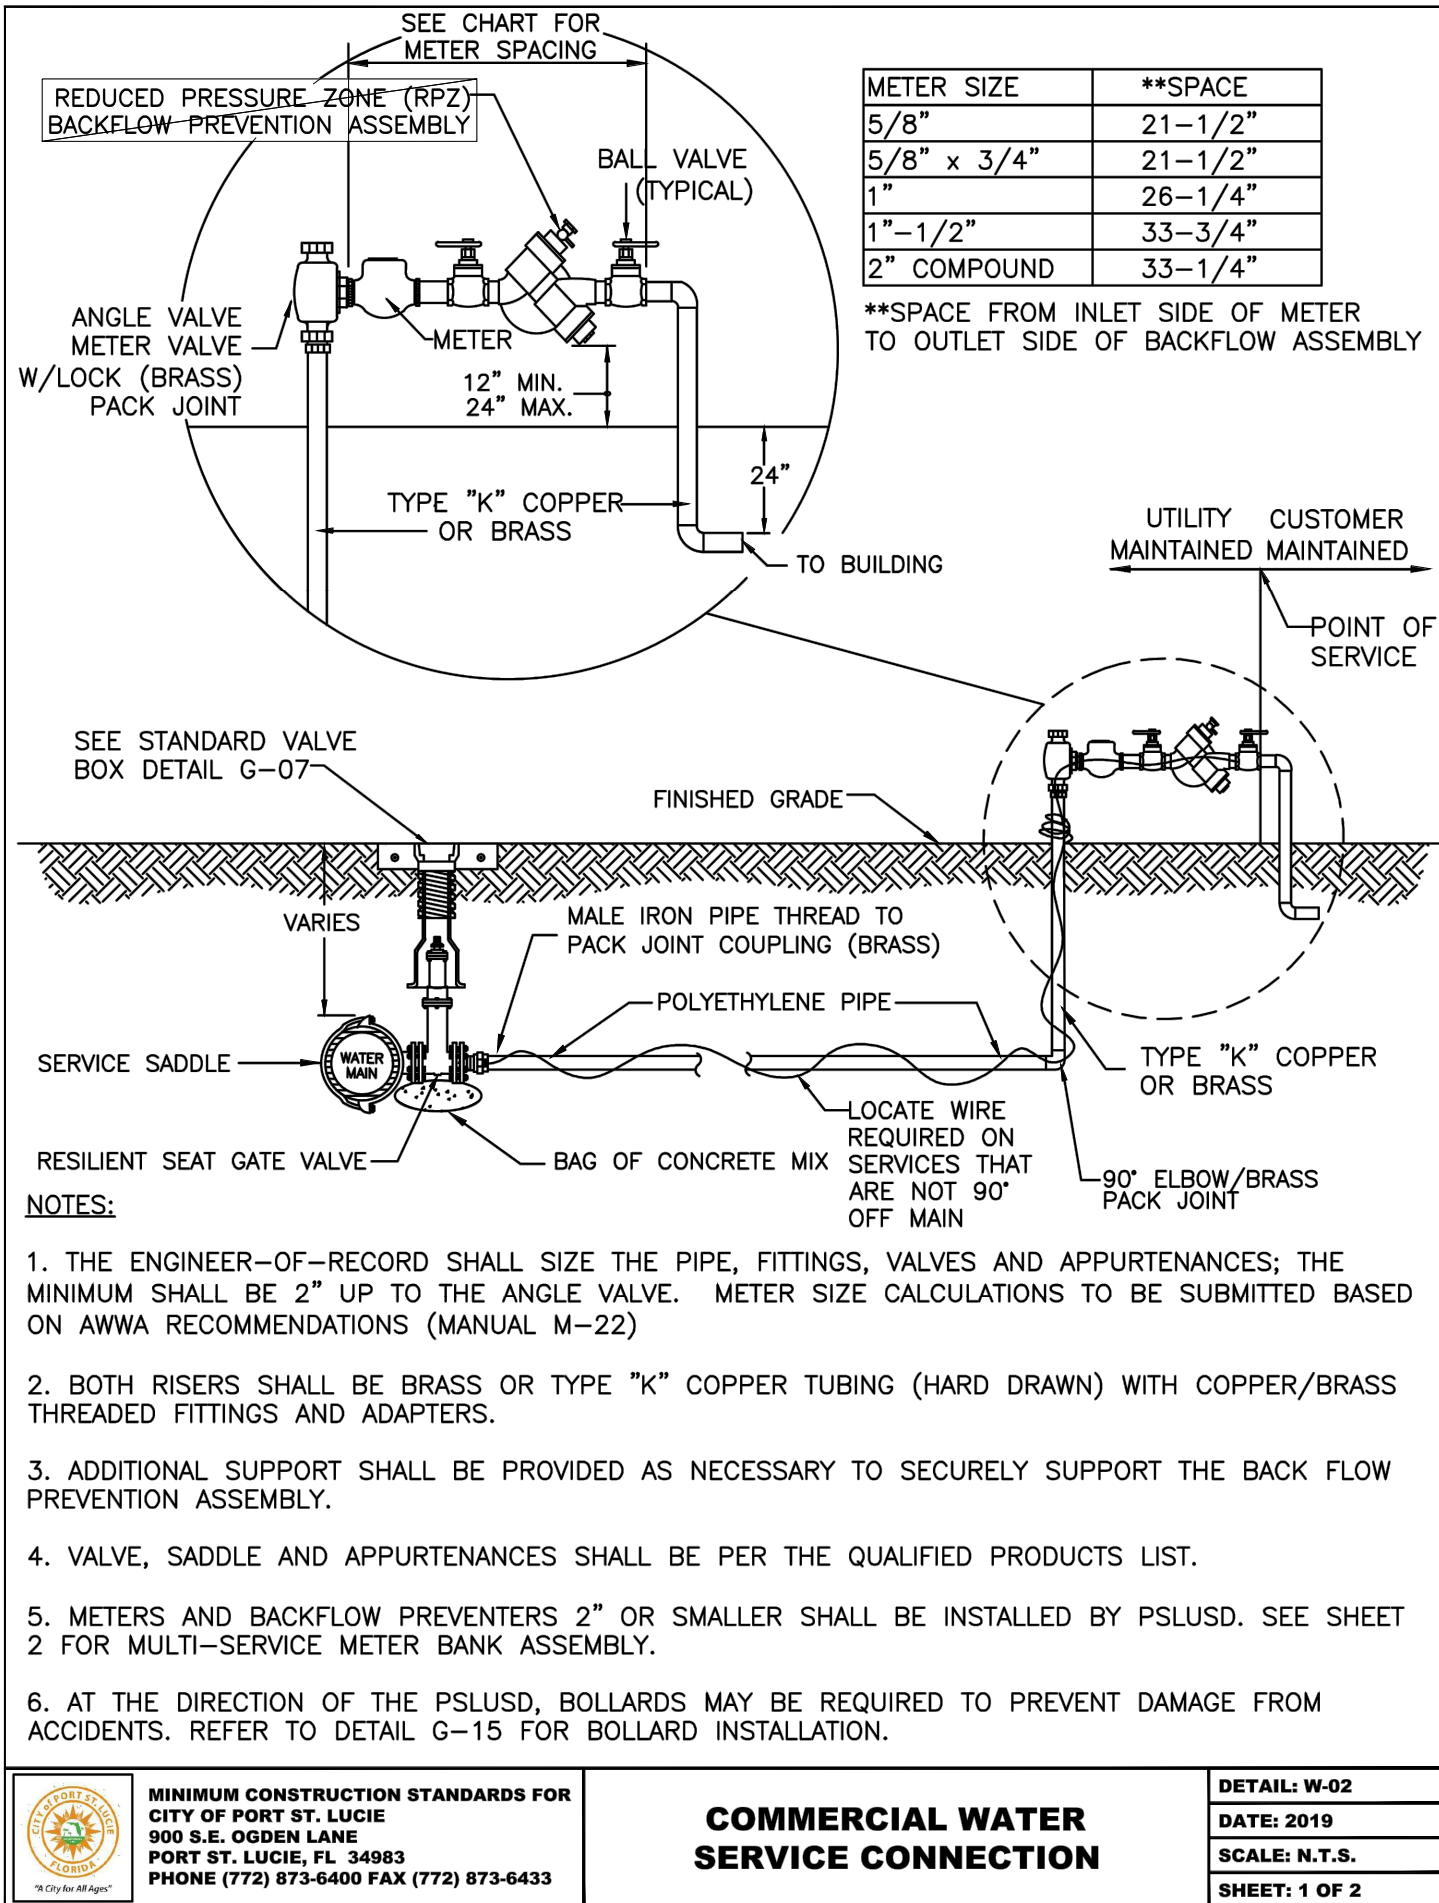 SEE CHART FOR
METER SPACING
REDUCED PRESSURE ZONE (RPZ)
BACKFLOW PREVENTION ASSEMBLY
BALL VALVE
(TYPICAL)
ANGLE VALVE
METER VALVE
W/LOCK (BRASS)
PACK JOINT
METER
12" MIN.
24" MAX.
24"
TYPE "K" COPPER
OR BRASS
TO BUILDING
METER SIZE **SPACE
5/8" 21-1/2"
5/8" x 3/4" 21-1/2"
1" 26-1/4"
1"-1/2" 33-3/4"
2" COMPOUND 33-1/4"
**SPACE FROM INLET SIDE OF METER
TO OUTLET SIDE OF BACKFLOW ASSEMBLY
UTILITY CUSTOMER
MAINTAINED MAINTAINED
POINT OF
SERVICE
SEE STANDARD VALVE
BOX DETAIL G-07
FINISHED GRADE
VARIES
MALE IRON PIPE THREAD TO
PACK JOINT COUPLING (BRASS)
POLYETHYLENE PIPE
SERVICE SADDLE
WATER
MAIN
TYPE "K" COPPER
OR BRASS
LOCATE WIRE
REQUIRED ON
SERVICES THAT
ARE NOT 90°
OFF MAIN
RESILIENT SEAT GATE VALVE
BAG OF CONCRETE MIX
90° ELBOW/BRASS
PACK JOINT
NOTES:
1. THE ENGINEER-OF-RECORD SHALL SIZE THE PIPE, FITTINGS, VALVES AND APPURTENANCES; THE
MINIMUM SHALL BE 2" UP TO THE ANGLE VALVE. METER SIZE CALCULATIONS TO BE SUBMITTED BASED
ON AWWA RECOMMENDATIONS (MANUAL M-22)
2. BOTH RISERS SHALL BE BRASS OR TYPE "K" COPPER TUBING (HARD DRAWN) WITH COPPER/BRASS
THREADED FITTINGS AND ADAPTERS.
3. ADDITIONAL SUPPORT SHALL BE PROVIDED AS NECESSARY TO SECURELY SUPPORT THE BACK FLOW
PREVENTION ASSEMBLY.
4. VALVE, SADDLE AND APPURTENANCES SHALL BE PER THE QUALIFIED PRODUCTS LIST.
5. METERS AND BACKFLOW PREVENTERS 2" OR SMALLER SHALL BE INSTALLED BY PSLUSD. SEE SHEET
2 FOR MULTI-SERVICE METER BANK ASSEMBLY.
6. AT THE DIRECTION OF THE PSLUSD, BOLLARDS MAY BE REQUIRED TO PREVENT DAMAGE FROM
ACCIDENTS. REFER TO DETAIL G-15 FOR BOLLARD INSTALLATION.
CITY of PORT ST. LUCIE
FLORIDA
"A City for All Ages"
MINIMUM CONSTRUCTION STANDARDS FOR
CITY OF PORT ST. LUCIE
900 S.E. OGDEN LANE
PORT ST. LUCIE, FL 34983
PHONE (772) 873-6400 FAX (772) 873-6433
COMMERCIAL WATER
SERVICE CONNECTION
DETAIL: W-02
DATE: 2019
SCALE: N.T.S.
SHEET: 1 OF 2